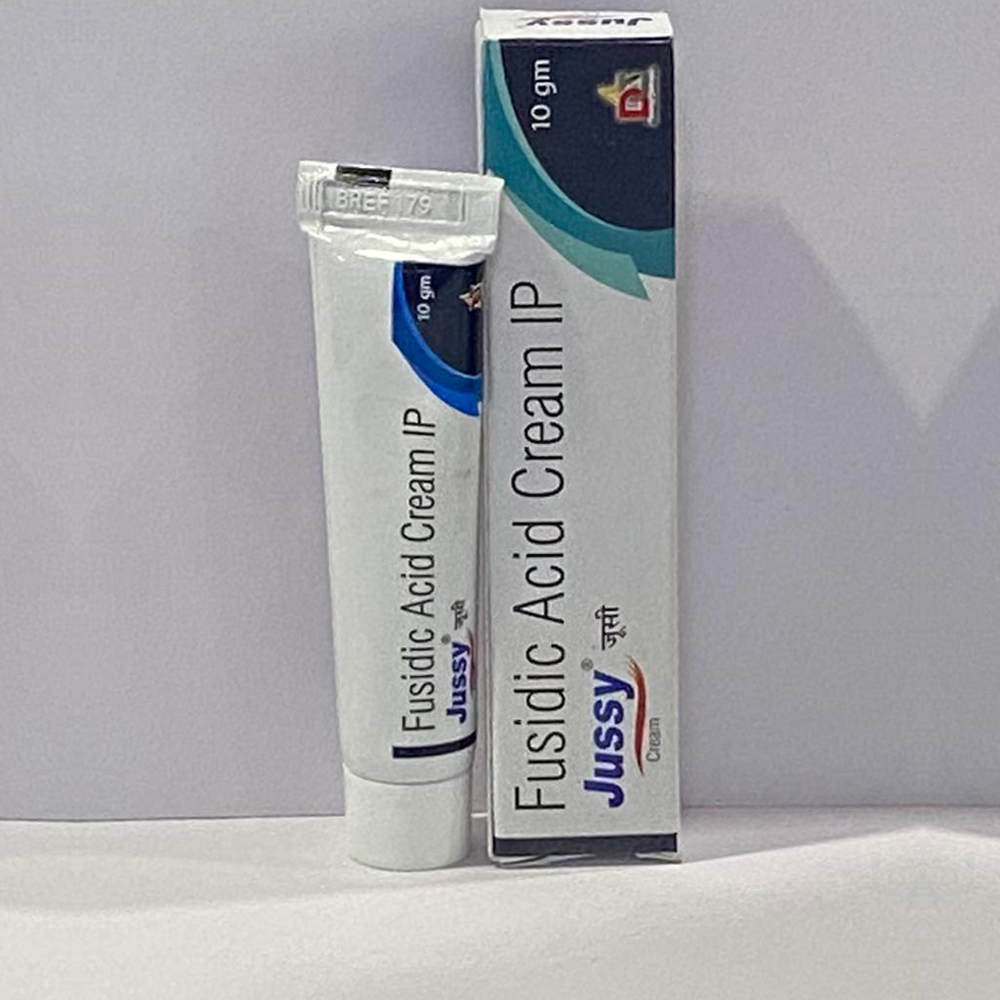 Jussy
10 gm
Fusidic Acid Cream IP
Jussy® जूसी
Cream
BREF 179
10 gm
Fusidic Acid Cream IP
Jussy® जूसी